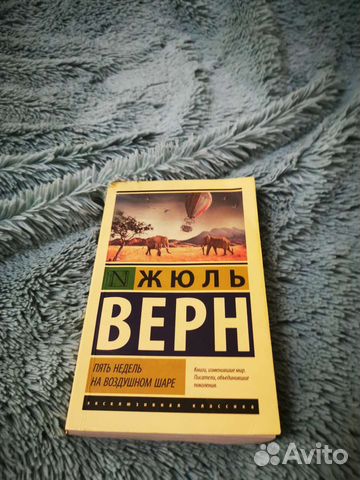 ЖЮЛЬ
ВЕРН
ПЯТЬ НЕДЕЛЬ
НА ВОЗДУШНОМ ШАРЕ
Книги, изменившие мир.
Писатели, объединившие
поколения.
ЭКСКЛЮЗИВНАЯ КЛАССИКА
Avito